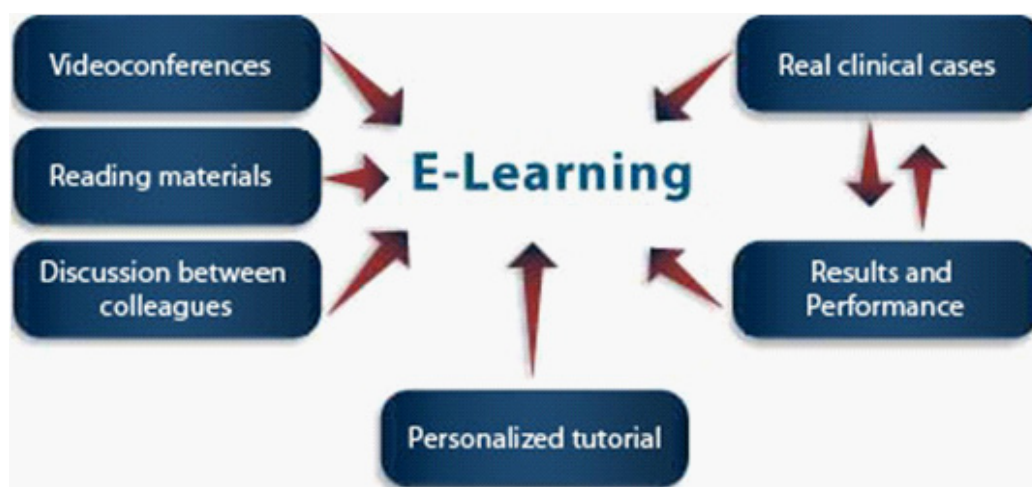 Videoconferences
Reading materials
Discussion between
colleagues
E-Learning
Real clinical cases
Results and
Performance
Personalized tutorial